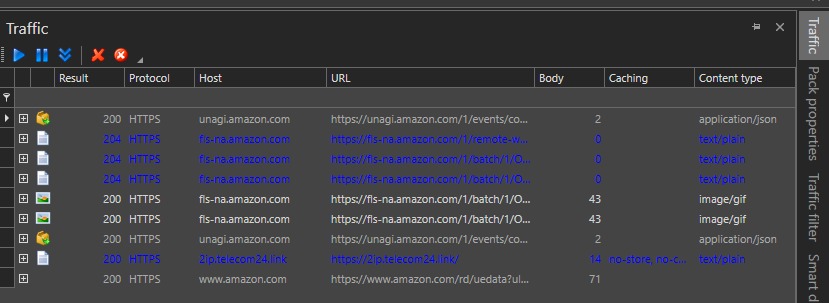 Traffic
Result Protocol Host URL Body Caching Content type
200 HTTPS unagi.amazon.com https://unagi.amazon.com/1/events/co... 2 application/json
204 HTTPS fls-na.amazon.com https://fls-na.amazon.com/1/remote-w... 0 text/plain
204 HTTPS fls-na.amazon.com https://fls-na.amazon.com/1/batch/1/O... 0 text/plain
204 HTTPS fls-na.amazon.com https://fls-na.amazon.com/1/batch/1/O... 0 text/plain
200 HTTPS fls-na.amazon.com https://fls-na.amazon.com/1/batch/1/O... 43 image/gif
200 HTTPS fls-na.amazon.com https://fls-na.amazon.com/1/batch/1/O... 43 image/gif
200 HTTPS unagi.amazon.com https://unagi.amazon.com/1/events/co... 2 application/json
200 HTTPS 2ip.telecom24.link https://2ip.telecom24.link/ 14 no-store, no-c... text/plain
200 HTTPS www.amazon.com https://www.amazon.com/rd/uedata?ul... 71
Traffic
Pack properties
Traffic filter
Smart d